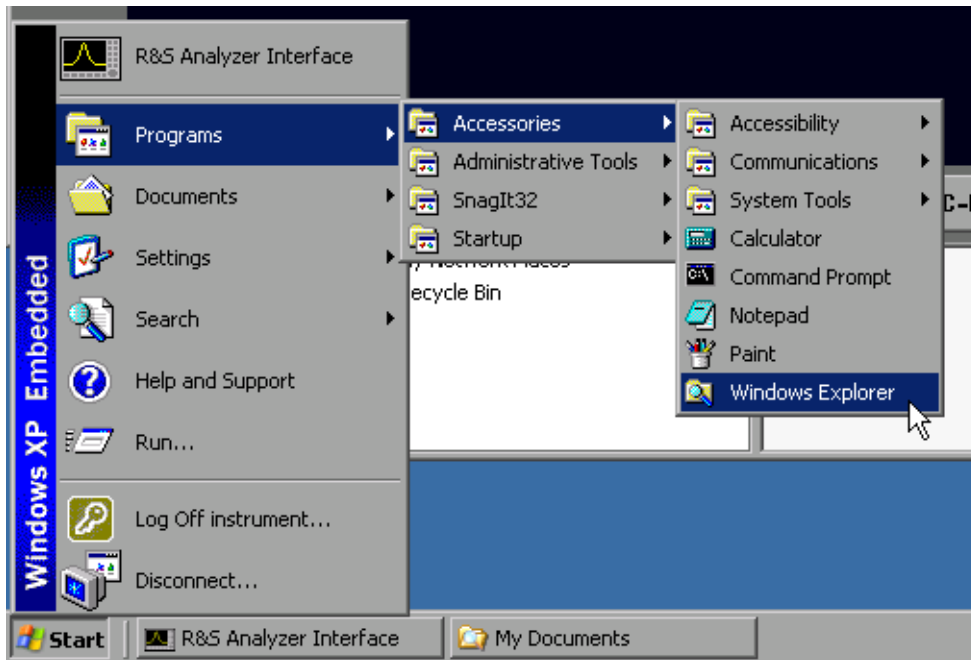 R&S Analyzer Interface
Programs
Documents
Settings
Search
Help and Support
Run...
Log Off instrument...
Disconnect...
Windows XP Embedded
Accessories
Administrative Tools
SnagIt32
Startup
ecycle Bin
Accessibility
Communications
System Tools
Calculator
Command Prompt
Notepad
Paint
Windows Explorer
C-
Start
R&S Analyzer Interface
My Documents